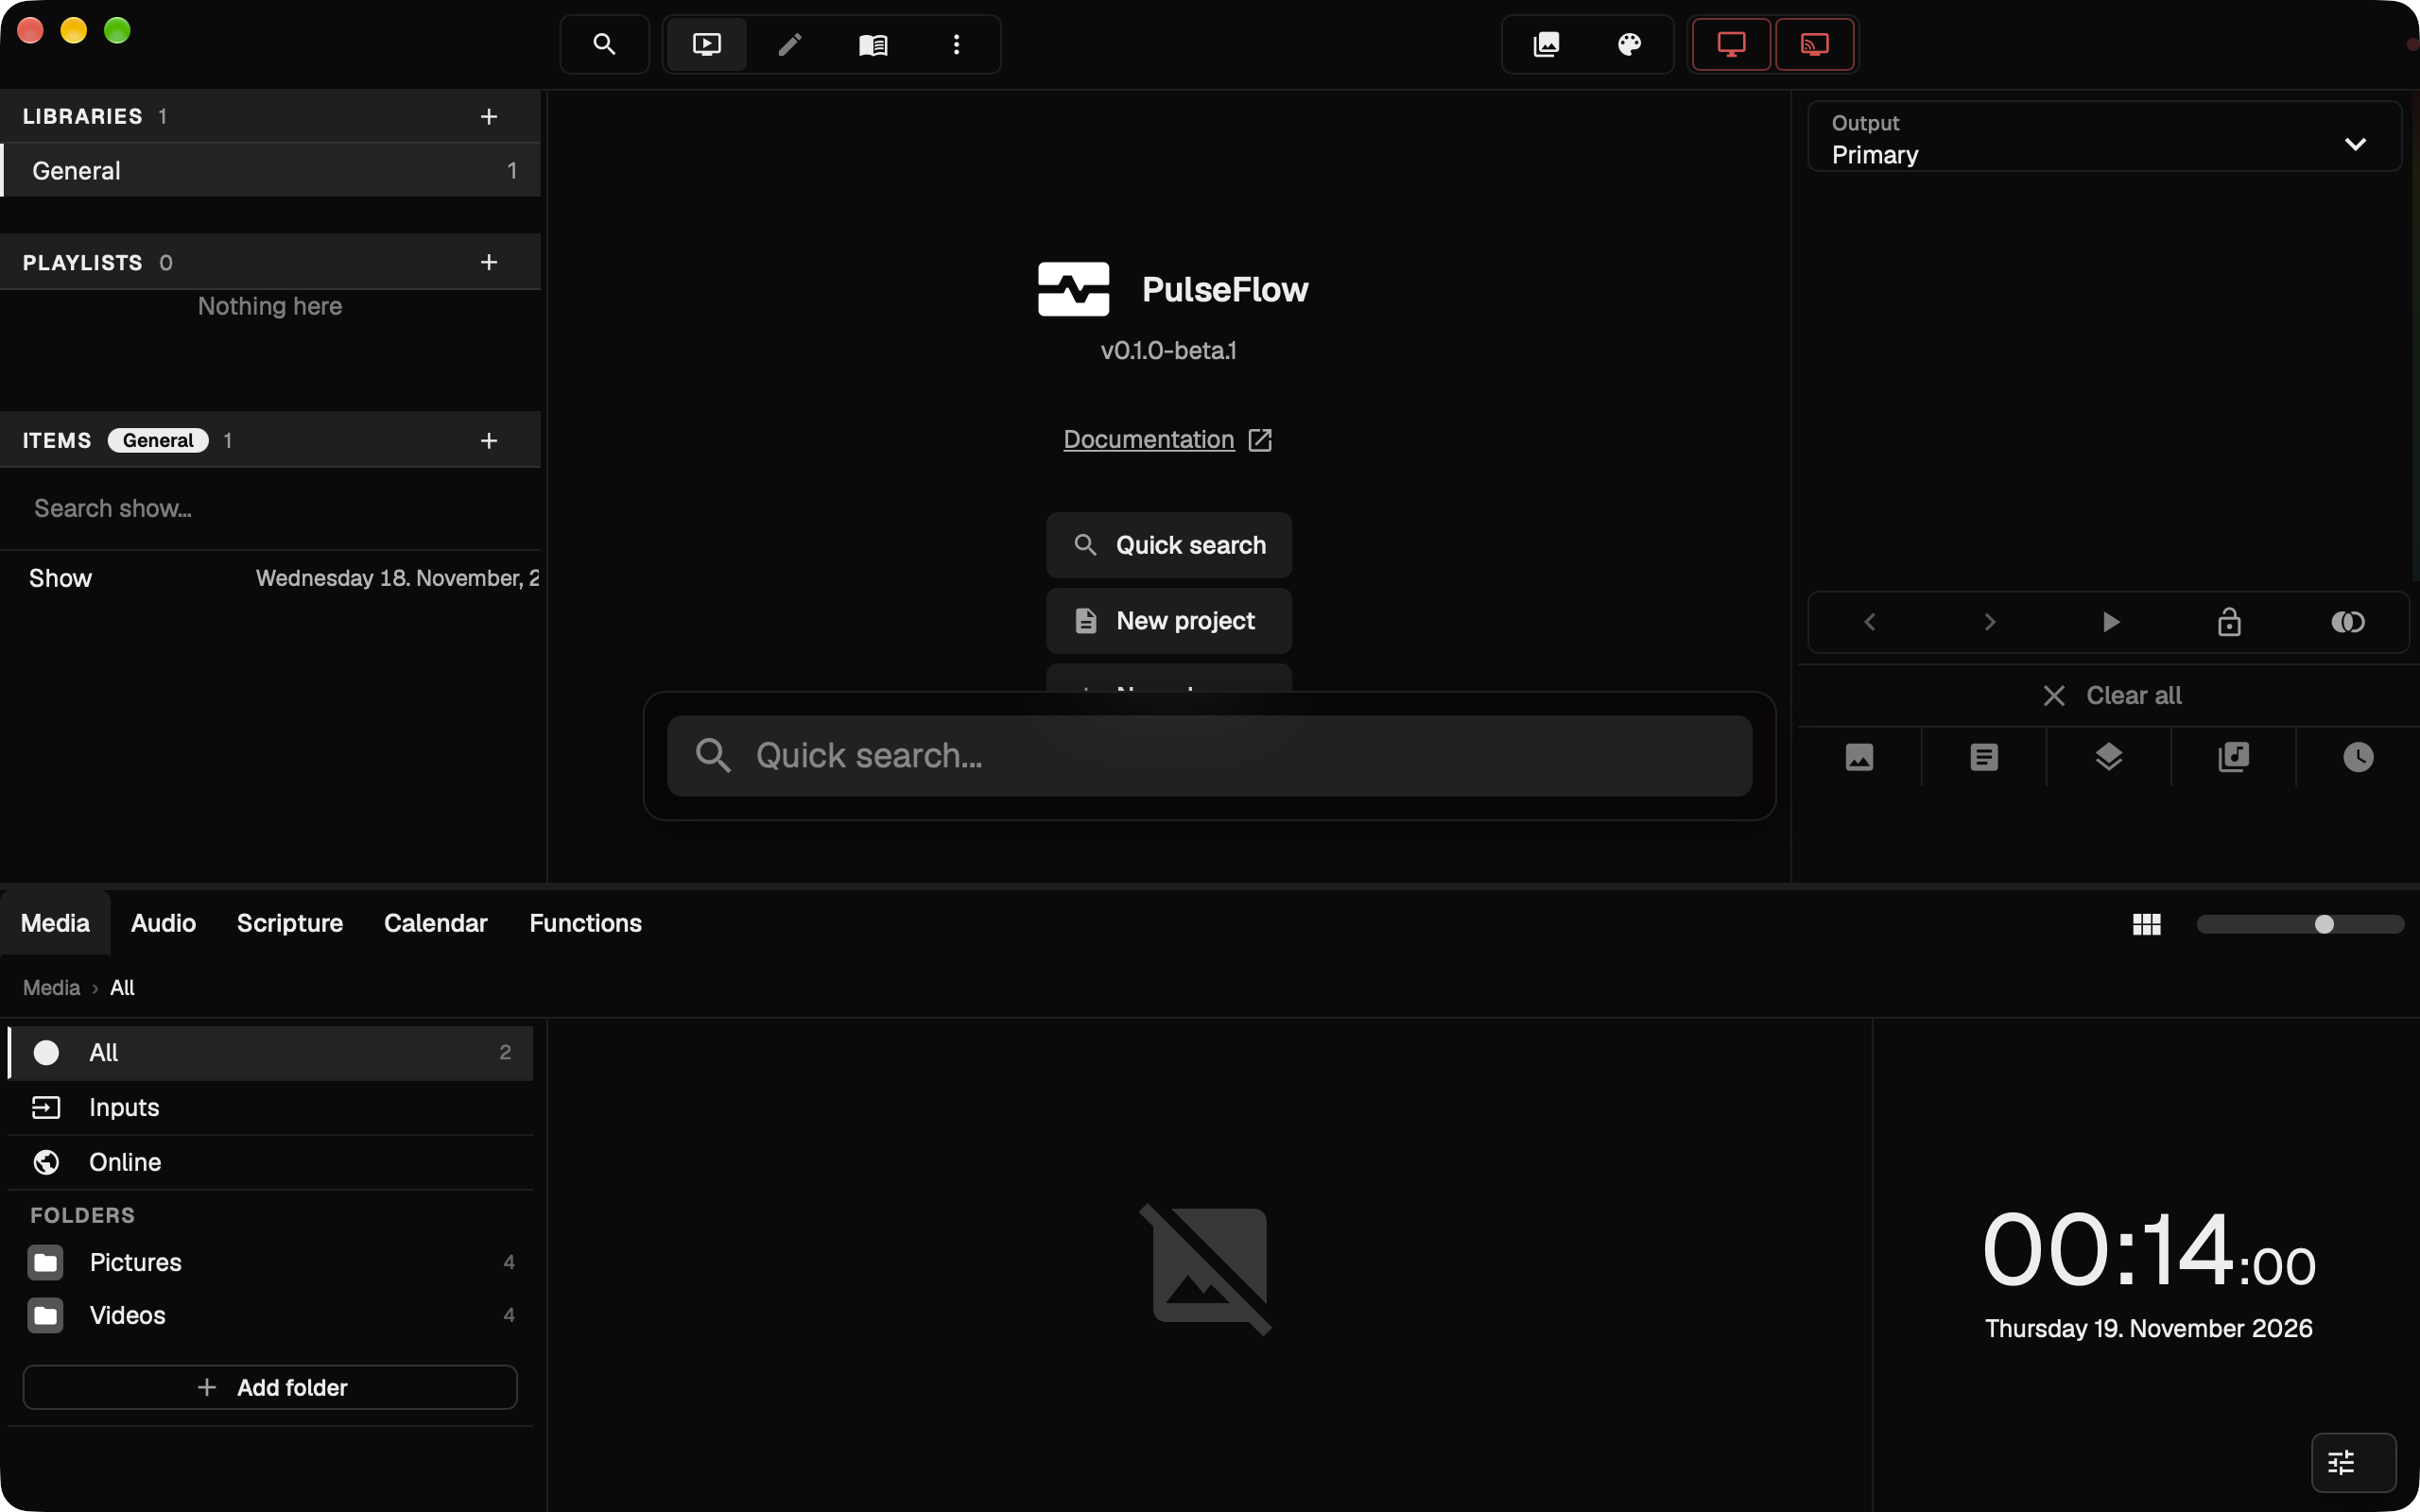 LIBRARIES 1
General 1
PLAYLISTS 0
Nothing here
ITEMS General 1
Search show...
Show Wednesday 18. November, 2
PulseFlow
v0.1.0-beta.1
Documentation
Quick search
New project
Quick search...
Output
Primary
Clear all
Media Audio Scripture Calendar Functions
Media › All
All 2
Inputs
Online
FOLDERS
Pictures 4
Videos 4
Add folder
00:14:00
Thursday 19. November 2026